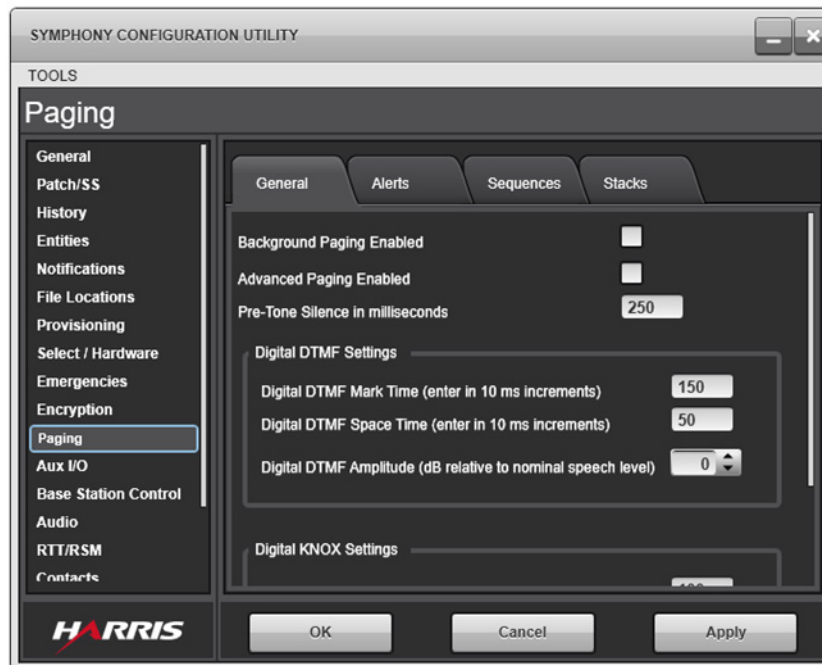 SYMPHONY CONFIGURATION UTILITY
TOOLS
Paging
General
Patch/SS
History
Entities
Notifications
File Locations
Provisioning
Select / Hardware
Emergencies
Encryption
Paging
Aux I/O
Base Station Control
Audio
RTT/RSM
Contacts
General Alerts Sequences Stacks
Background Paging Enabled
Advanced Paging Enabled
Pre-Tone Silence in milliseconds 250
Digital DTMF Settings
Digital DTMF Mark Time (enter in 10 ms increments) 150
Digital DTMF Space Time (enter in 10 ms increments) 50
Digital DTMF Amplitude (dB relative to nominal speech level) 0
Digital KNOX Settings
HARRIS
OK Cancel Apply